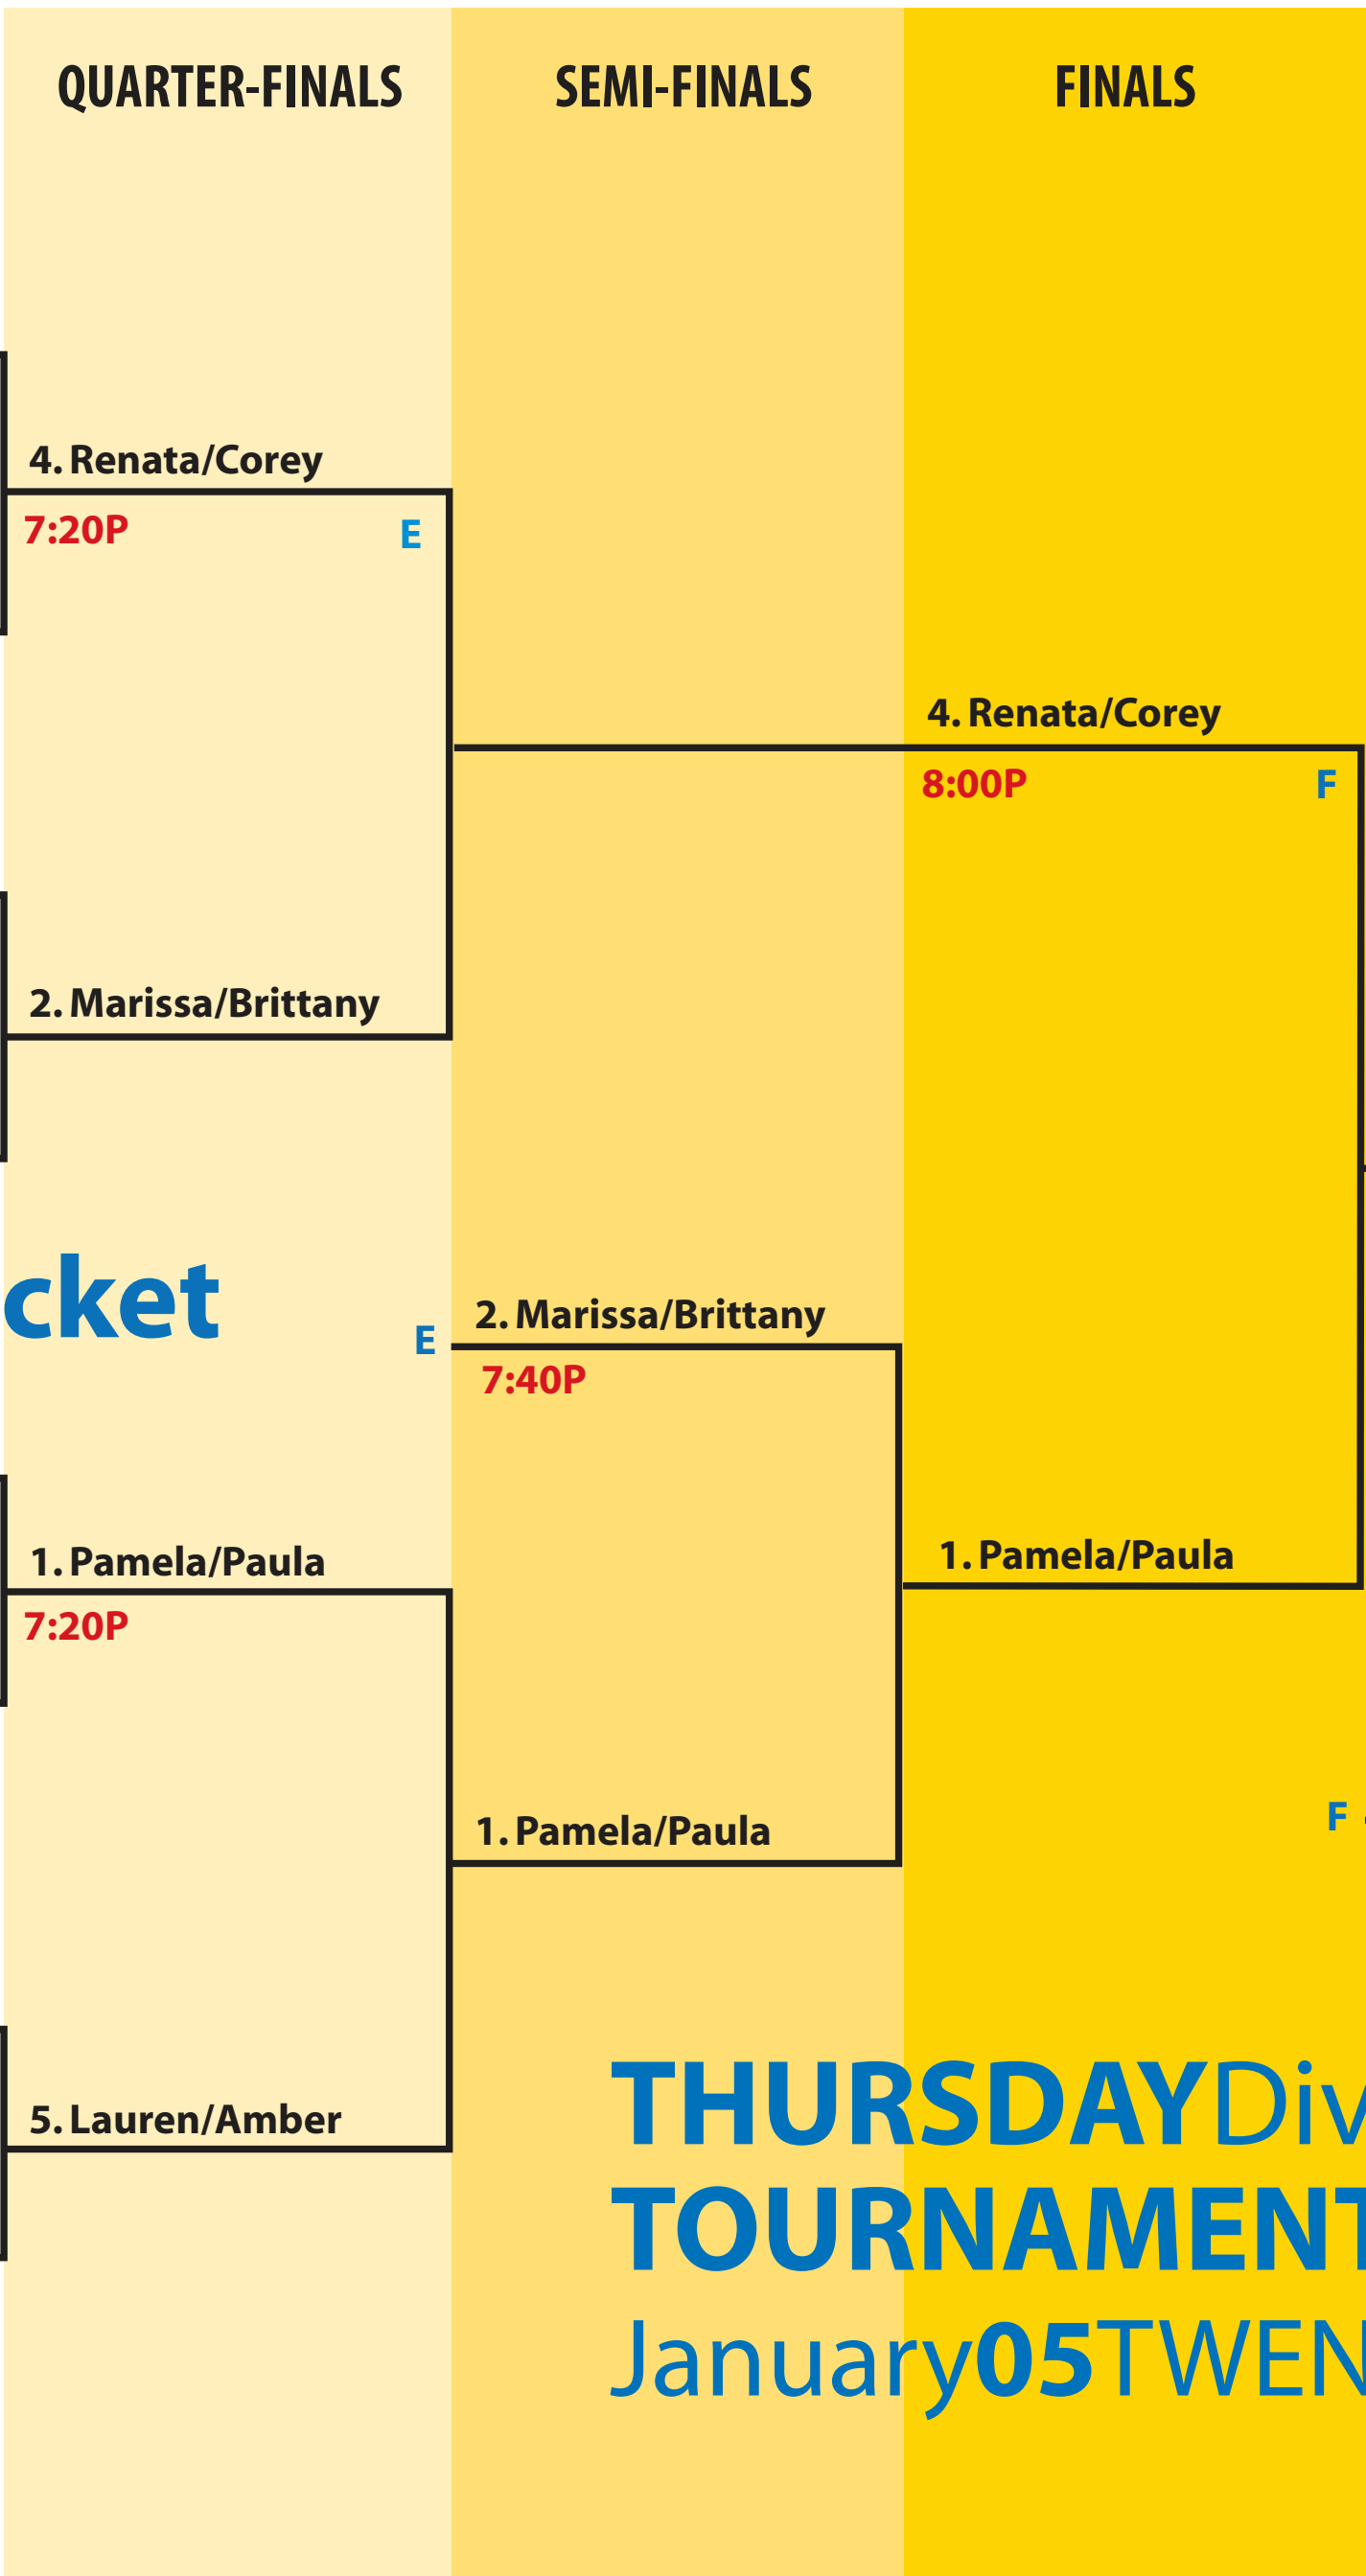 QUARTER-FINALS SEMI-FINALS FINALS
4. Renata/Corey
7:20P E
4. Renata/Corey
8:00P F
2. Marissa/Brittany
cket
2. Marissa/Brittany
E
7:40P
1. Pamela/Paula
1. Pamela/Paula
7:20P
F
1. Pamela/Paula
THURSDAYDiv
5. Lauren/Amber
TOURNAMENT
January05TWEN